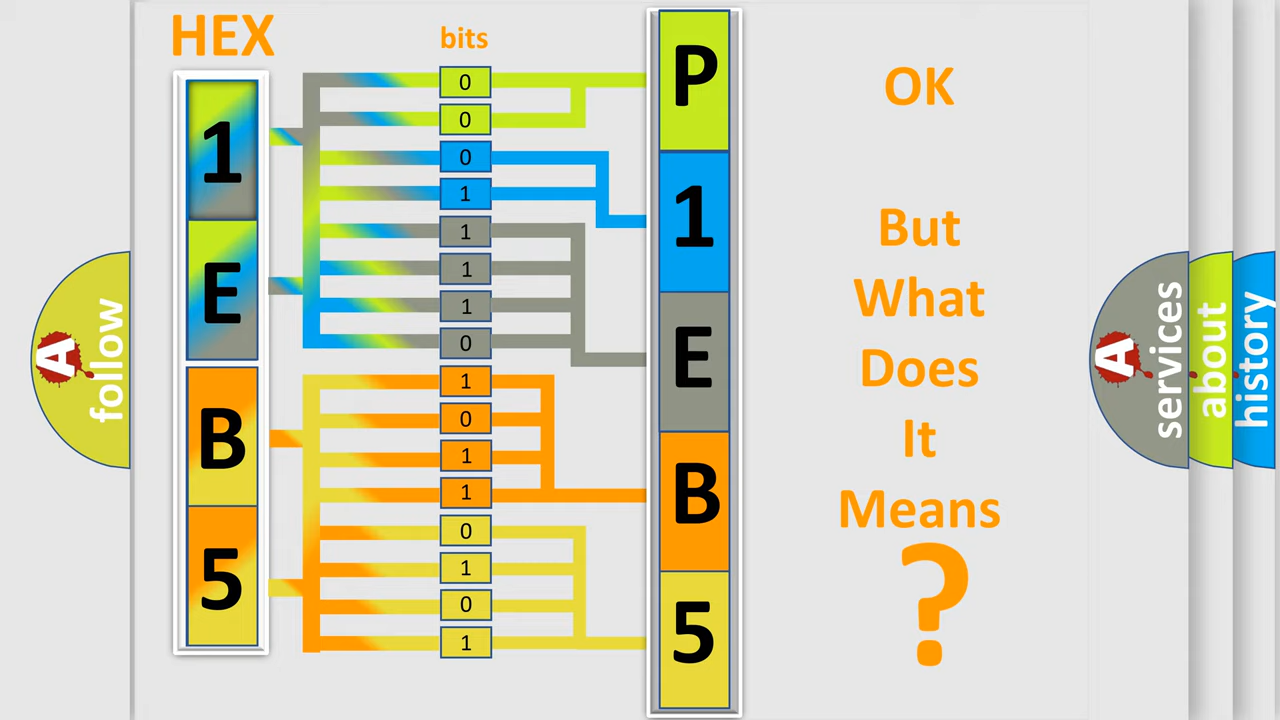 HEX
bits
1
E
B
5
0
0
0
1
1
1
1
0
1
0
1
1
0
1
0
1
P
1
E
B
5
OK
But
What
Does
It
Means
?
A
follow
A
services
about
history